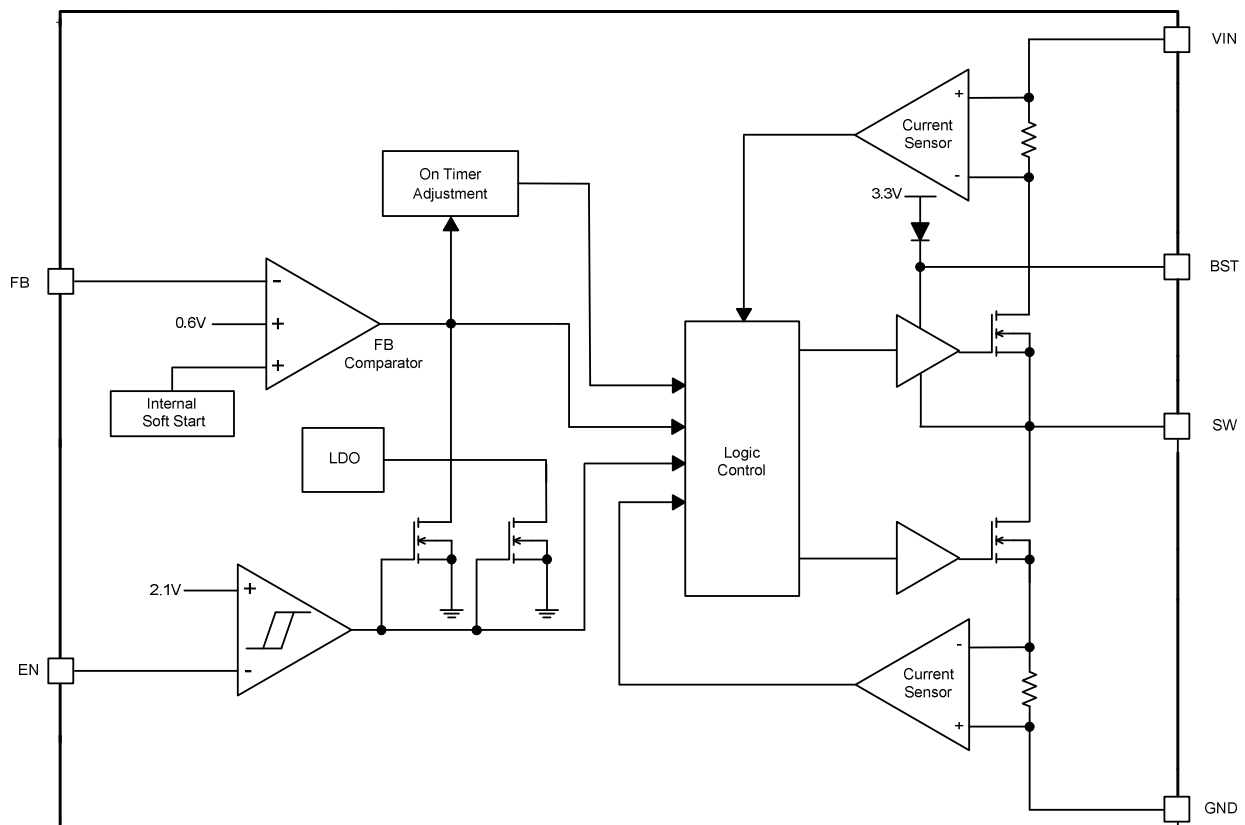 VIN
+
Current
Sensor
-
3.3V
On Timer
Adjustment
BST
FB
-
0.6V
+
+
FB
Comparator
Internal
Soft Start
SW
LDO
Logic
Control
2.1V
+
-
EN
-
Current
Sensor
+
GND